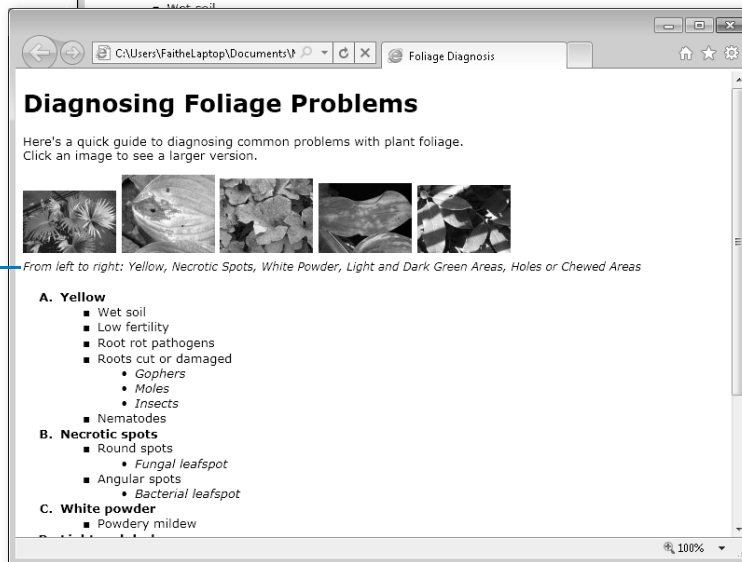 Wet soil
C:\Users\FaitheLaptop\Documents\
Foliage Diagnosis
Diagnosing Foliage Problems
Here's a quick guide to diagnosing common problems with plant foliage.
Click an image to see a larger version.
From left to right: Yellow, Necrotic Spots, White Powder, Light and Dark Green Areas, Holes or Chewed Areas
A. Yellow
■ Wet soil
■ Low fertility
■ Root rot pathogens
■ Roots cut or damaged
• Gophers
• Moles
• Insects
■ Nematodes
B. Necrotic spots
■ Round spots
• Fungal leafspot
■ Angular spots
• Bacterial leafspot
C. White powder
■ Powdery mildew
100%